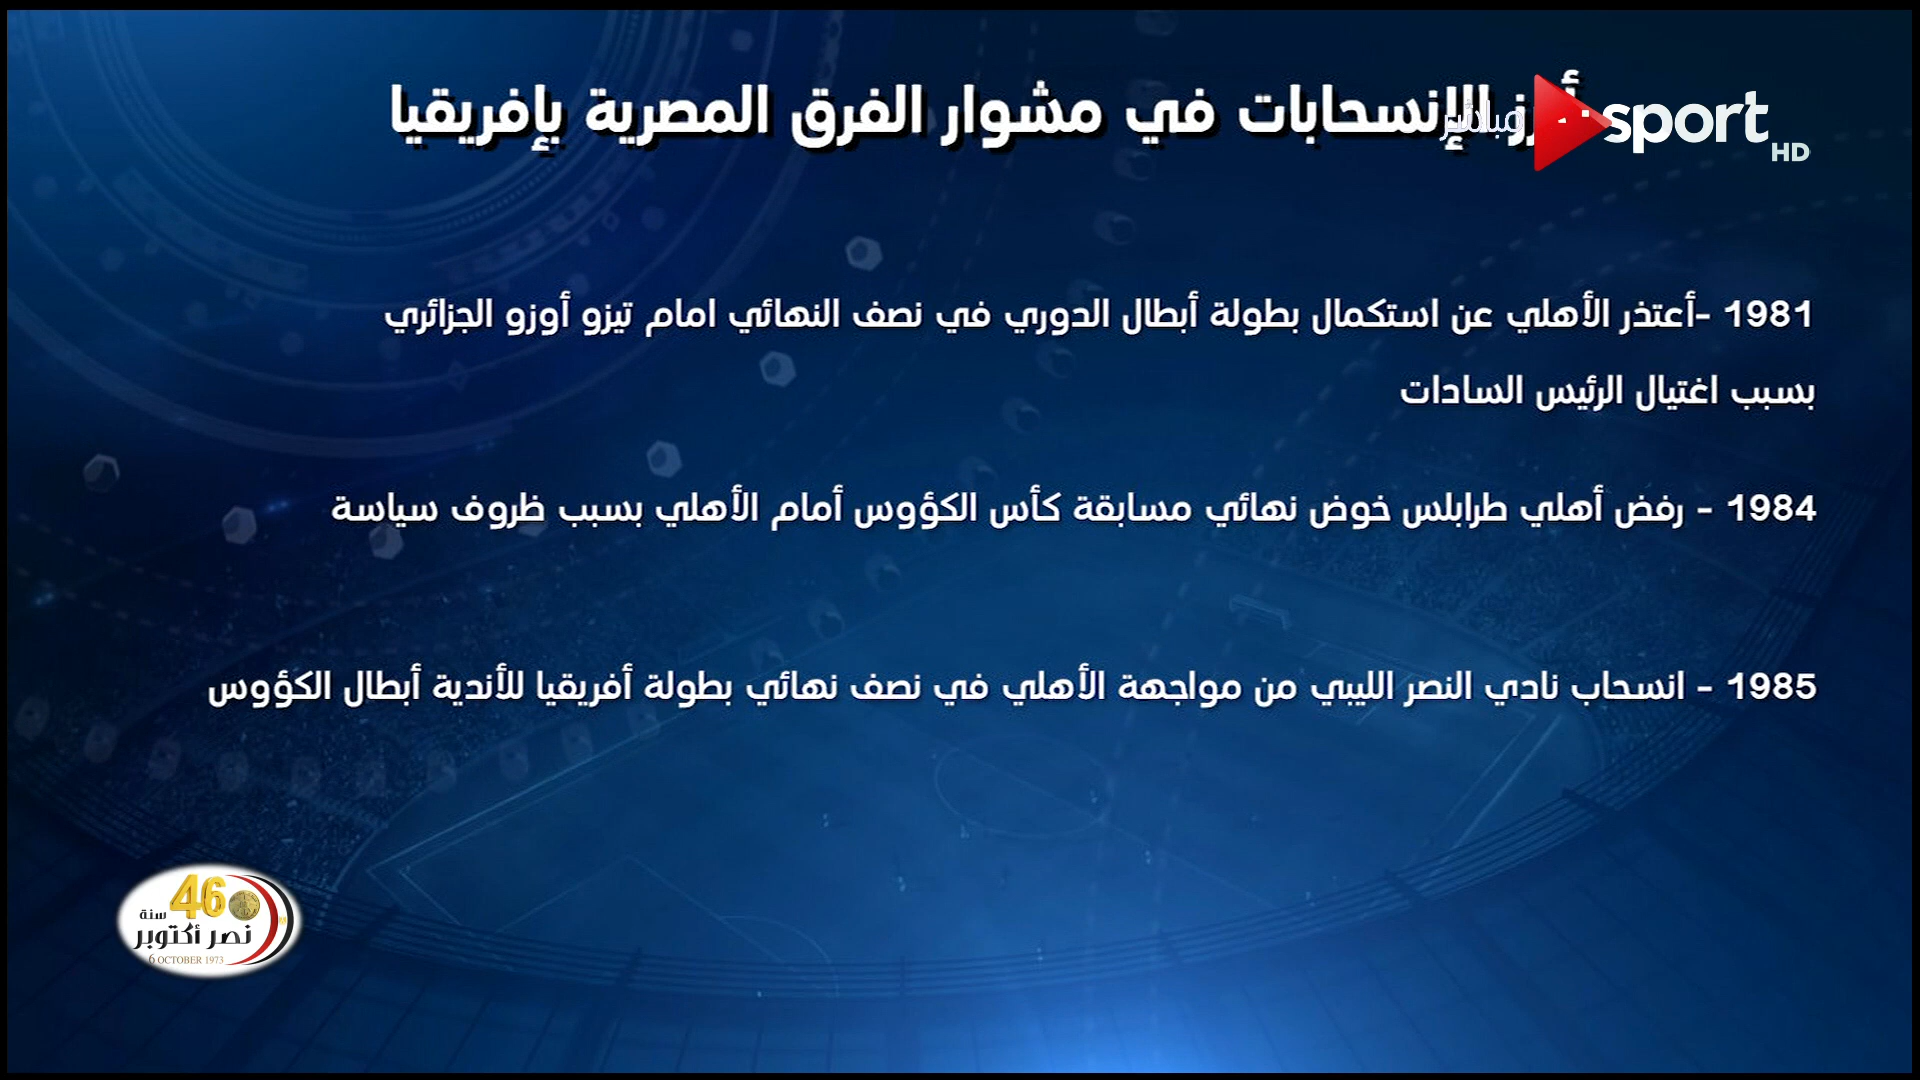 الإنسحابات في مشوار الفرق المصرية بإفريقيا
مباشر
sport
HD
1981 -أعتذر الأهلي عن استكمال بطولة أبطال الدوري في نصف النهائي امام تيزو أوزو الجزائري
بسبب اغتيال الرئيس السادات
1984 - رفض أهلي طرابلس خوض نهائي مسابقة كأس الكؤوس أمام الأهلي بسبب ظروف سياسة
1985 - انسحاب نادي النصر الليبي من مواجهة الأهلي في نصف نهائي بطولة أفريقيا للأندية أبطال الكؤوس
46
سنة
نصر أكتوبر
6 OCTOBER 1973